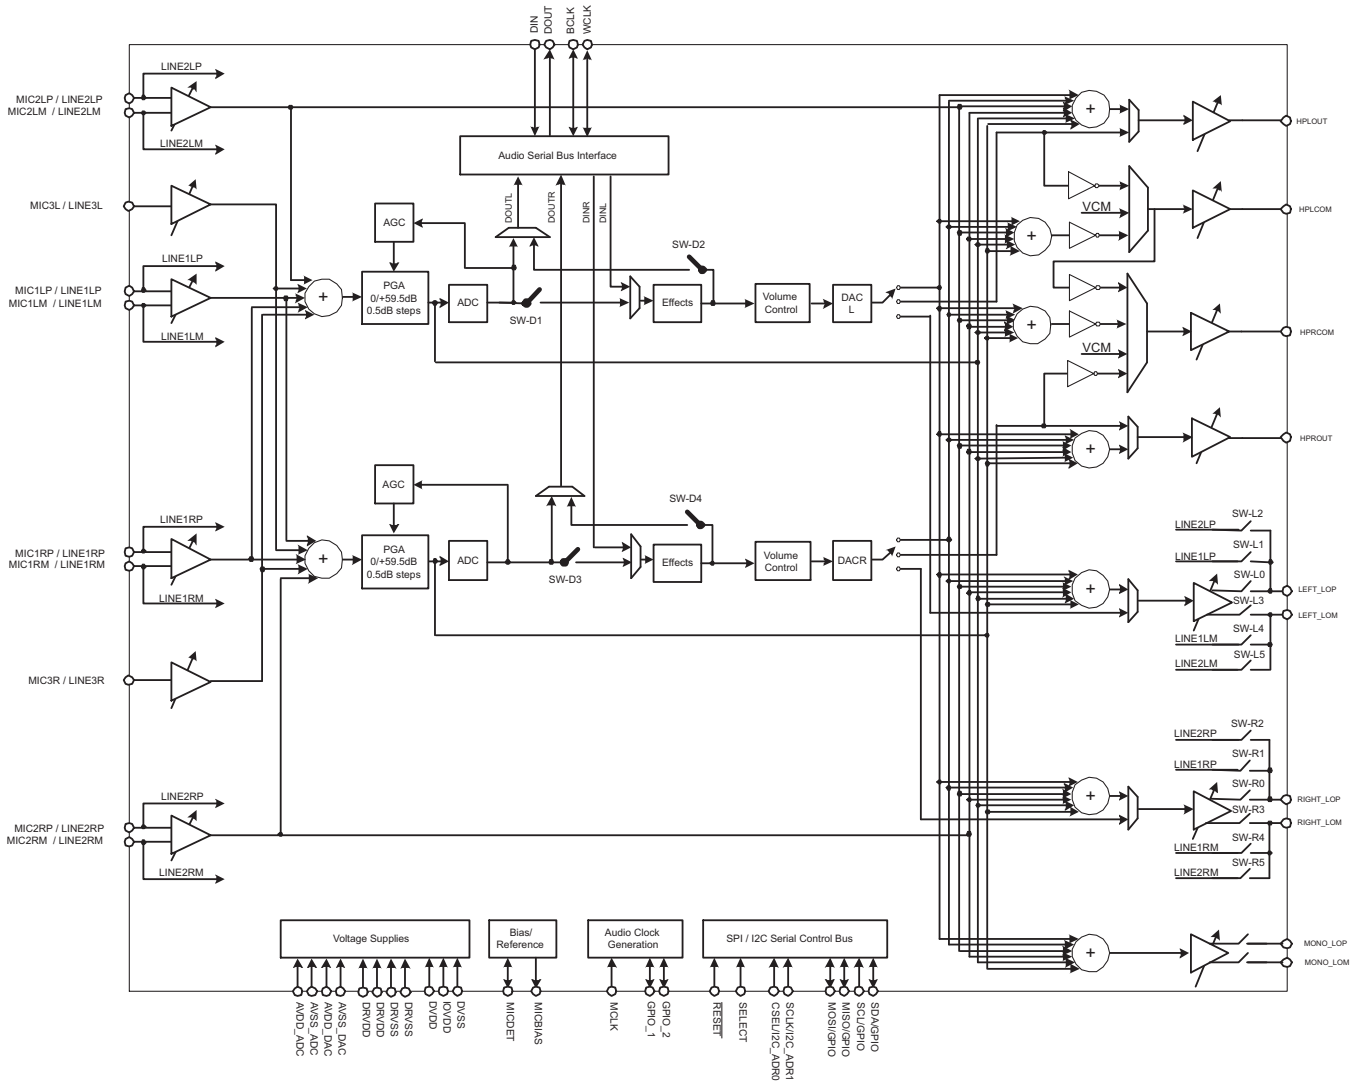 DIN
DOUT
BCLK
WCLK
LINE2LP
MIC2LP / LINE2LP
MIC2LM / LINE2LM
LINE2LM
+
HPLOUT
Audio Serial Bus Interface
MIC3L / LINE3L
DOUTL
DOUTR
DINR
DINL
AGC
VCM
HPLCOM
+
SW-D2
LINE1LP
MIC1LP / LINE1LP
MIC1LM / LINE1LM
LINE1LM
+
PGA
0/+59.5dB
0.5dB steps
ADC
SW-D1
Effects
Volume
Control
DAC
L
+
VCM
HPRCOM
HPROUT
+
AGC
SW-D4
LINE1RP
MIC1RP / LINE1RP
MIC1RM / LINE1RM
LINE1RM
+
PGA
0/+59.5dB
0.5dB steps
ADC
SW-D3
Effects
Volume
Control
DACR
+
SW-L2
LINE2LP
SW-L1
LINE1LP
SW-L0
LEFT_LOP
SW-L3
LEFT_LOM
SW-L4
LINE1LM
SW-L5
LINE2LM
MIC3R / LINE3R
SW-R2
LINE2RP
SW-R1
LINE1RP
SW-R0
RIGHT_LOP
SW-R3
RIGHT_LOM
SW-R4
LINE1RM
SW-R5
LINE2RM
+
LINE2RP
MIC2RP / LINE2RP
MIC2RM / LINE2RM
LINE2RM
Voltage Supplies
Bias/
Reference
Audio Clock
Generation
SPI / I2C Serial Control Bus
+
MONO_LOP
MONO_LOM
AVDD_ADC
AVSS_ADC
AVDD_DAC
AVSS_DAC
DRVDD
DRVDD
DRVSS
DRVSS
DVDD
IOVDD
DVSS
MICDET
MICBIAS
MCLK
GPIO_1
GPIO_2
RESET
SELECT
CSEL/I2C_ADR0
SCLK/I2C_ADR1
MOSI/GPIO
MISO/GPIO
SCL/GPIO
SDA/GPIO